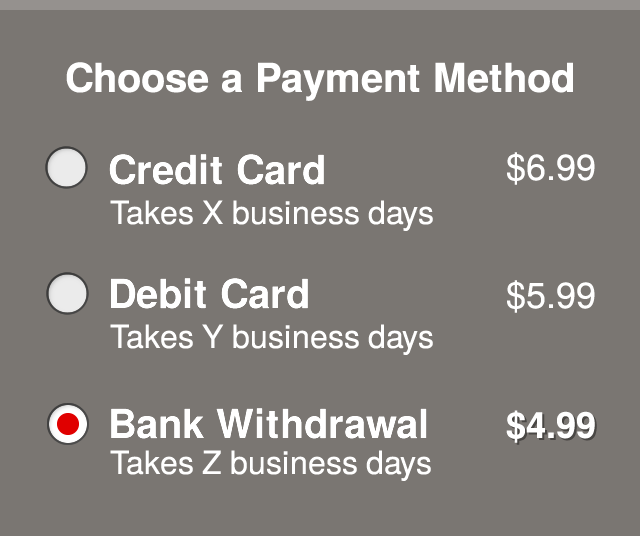 Choose a Payment Method
Credit Card $6.99
Takes X business days
Debit Card $5.99
Takes Y business days
Bank Withdrawal $4.99
Takes Z business days